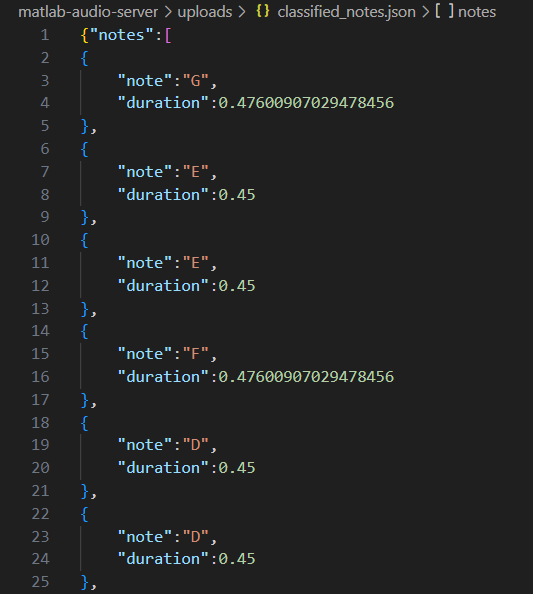 matlab-audio-server > uploads > {} classified_notes.json > [ ] notes
1 {"notes":[
2 {
3 "note":"G",
4 "duration":0.47600907029478456
5 },
6 {
7 "note":"E",
8 "duration":0.45
9 },
10 {
11 "note":"E",
12 "duration":0.45
13 },
14 {
15 "note":"F",
16 "duration":0.47600907029478456
17 },
18 {
19 "note":"D",
20 "duration":0.45
21 },
22 {
23 "note":"D",
24 "duration":0.45
25 },